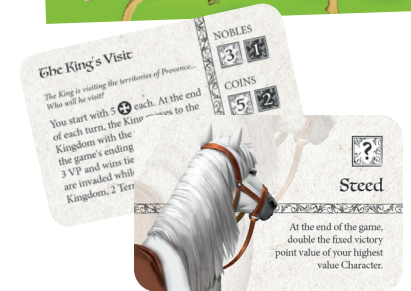 The King's Visit
The King is visiting the territories of Provence...
Who will he visit?
You start with 5 each. At the end
of each turn, the King moves to the
Kingdom with the
the game's ending
3 VP and wins tie
are invaded while
Kingdom, 2 Terr
NOBLES
3 1
COINS
5 2
?
Steed
At the end of the game,
double the fixed victory
point value of your highest
value Character.